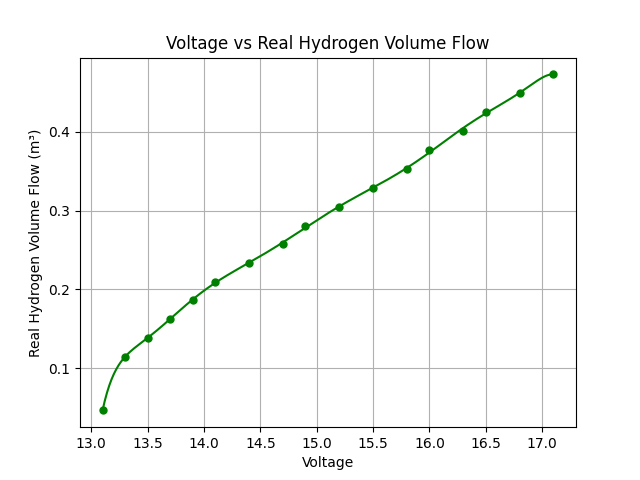 Voltage vs Real Hydrogen Volume Flow
Real Hydrogen Volume Flow (m³)
0.4
0.3
0.2
0.1
13.0 13.5 14.0 14.5 15.0 15.5 16.0 16.5 17.0
Voltage